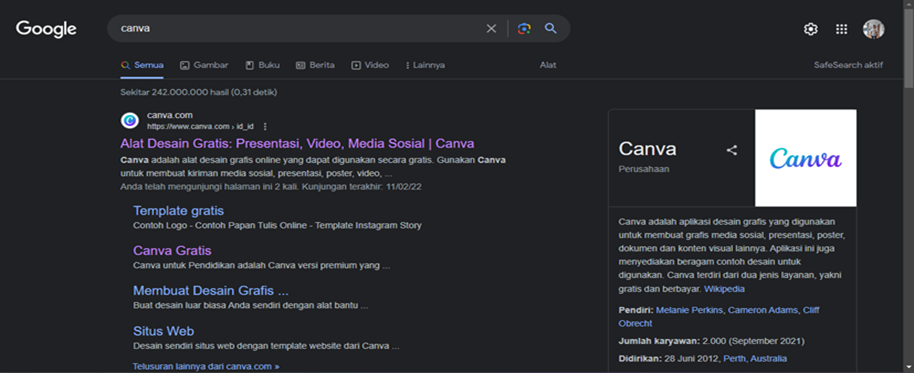 Google
canva
Semua
Gambar
Buku
Berita
Video
Lainnya
Alat
SafeSearch aktif
Sekitar 242.000.000 hasil (0,31 detik)
canva.com
https://www.canva.com › id_id
Alat Desain Gratis: Presentasi, Video, Media Sosial | Canva
Canva adalah alat desain grafis online yang dapat digunakan secara gratis. Gunakan Canva
untuk membuat kiriman media sosial, presentasi, poster, video, ...
Anda telah mengunjungi halaman ini 2 kali. Kunjungan terakhir: 11/02/22
Template gratis
Contoh Logo - Contoh Papan Tulis Online - Template Instagram Story
Canva Gratis
Canva untuk Pendidikan adalah Canva versi premium yang ...
Membuat Desain Grafis ...
Buat desain luar biasa Anda sendiri dengan alat bantu ...
Situs Web
Desain sendiri situs web dengan template website dari Canva ...
Telusuran lainnya dari canva.com »
Canva
Perusahaan
Canva
Canva adalah aplikasi desain grafis yang digunakan
untuk membuat grafis media sosial, presentasi, poster,
dokumen dan konten visual lainnya. Aplikasi ini juga
menyediakan beragam contoh desain untuk
digunakan. Canva terdiri dari dua jenis layanan, yakni
gratis dan berbayar. Wikipedia
Pendiri: Melanie Perkins, Cameron Adams, Cliff
Obrecht
Jumlah karyawan: 2.000 (September 2021)
Didirikan: 28 Juni 2012, Perth, Australia